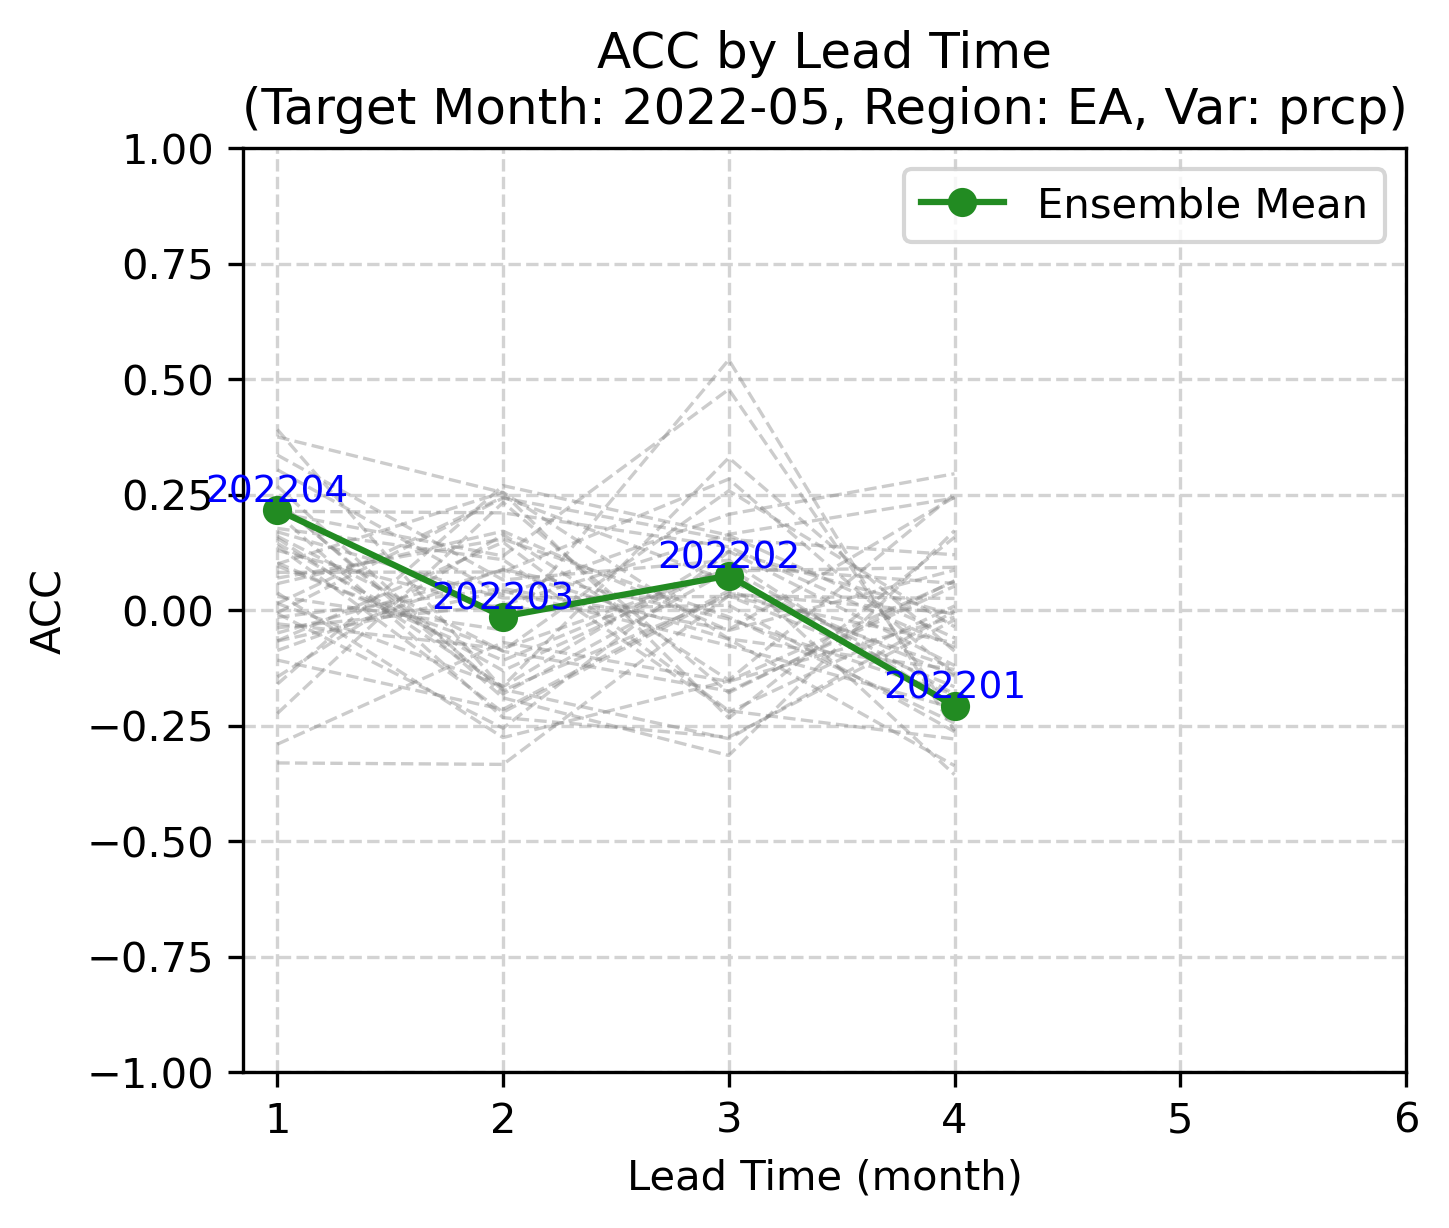 ACC by Lead Time
(Target Month: 2022-05, Region: EA, Var: prcp)
1.00
0.75
0.50
0.25
0.00
−0.25
−0.50
−0.75
−1.00
ACC
Ensemble Mean
202204
202203
202202
202201
1 2 3 4 5 6
Lead Time (month)